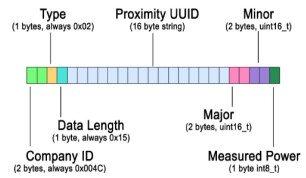 Type
(1 bytes, always 0x02)
Proximity UUID
(16 byte string)
Minor
(2 bytes, uint16_t)
Data Length
(1 byte, always 0x15)
Major
(2 bytes, uint16_t)
Company ID
(2 bytes, always 0x004C)
Measured Power
(1 byte int8_t)